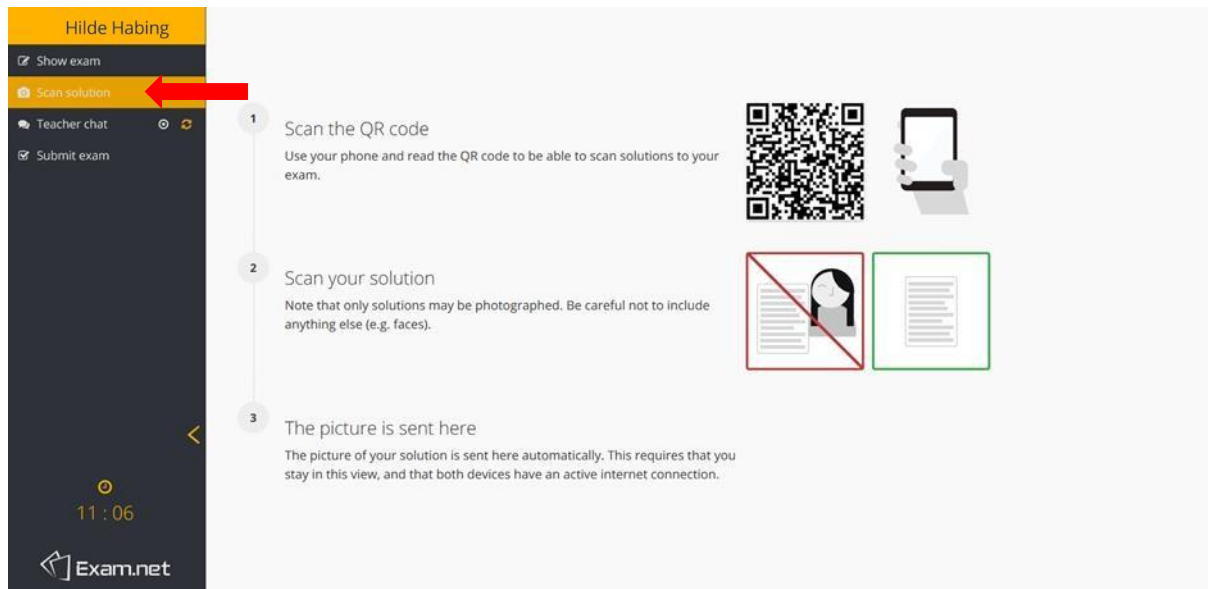 Hilde Habing
Show exam
Scan solution
Teacher chat
Submit exam
11 : 06
Exam.net
1
Scan the QR code
Use your phone and read the QR code to be able to scan solutions to your
exam.
2
Scan your solution
Note that only solutions may be photographed. Be careful not to include
anything else (e.g. faces).
3
The picture is sent here
The picture of your solution is sent here automatically. This requires that you
stay in this view, and that both devices have an active internet connection.